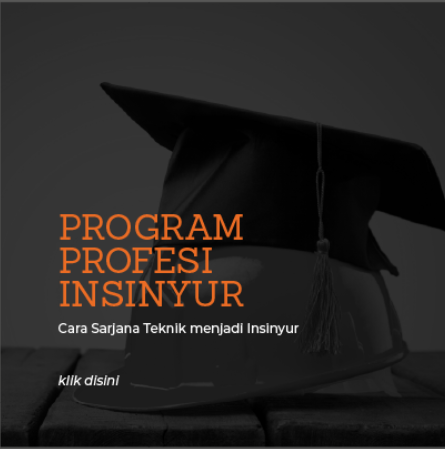 PROGRAM
PROFESI
INSINYUR
Cara Sarjana Teknik menjadi Insinyur
klik disini